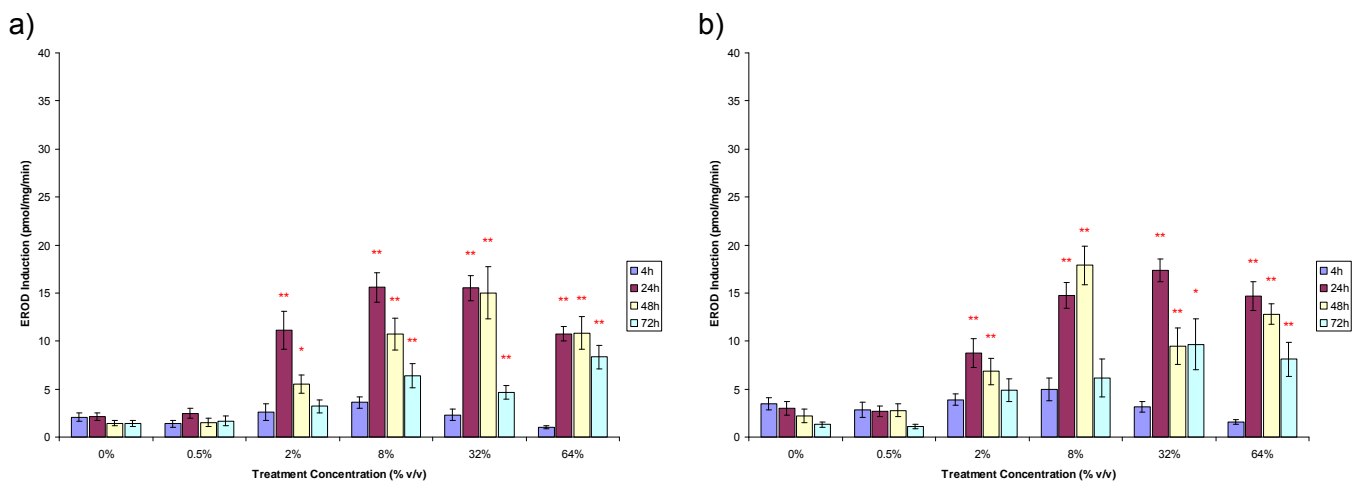 a)
40
35
30
25
20
15
10
5
0
EROD Induction (pmol/mg/min)
** * ** ** ** ** ** ** ** ** **
0% 0.5% 2% 8% 32% 64%
Treatment Concentration (% v/v)
4h
24h
48h
72h
b)
40
35
30
25
20
15
10
5
0
EROD Induction (pmol/mg/min)
** ** ** ** ** ** * ** ** **
0% 0.5% 2% 8% 32% 64%
Treatment Concentration (% v/v)
4h
24h
48h
72h